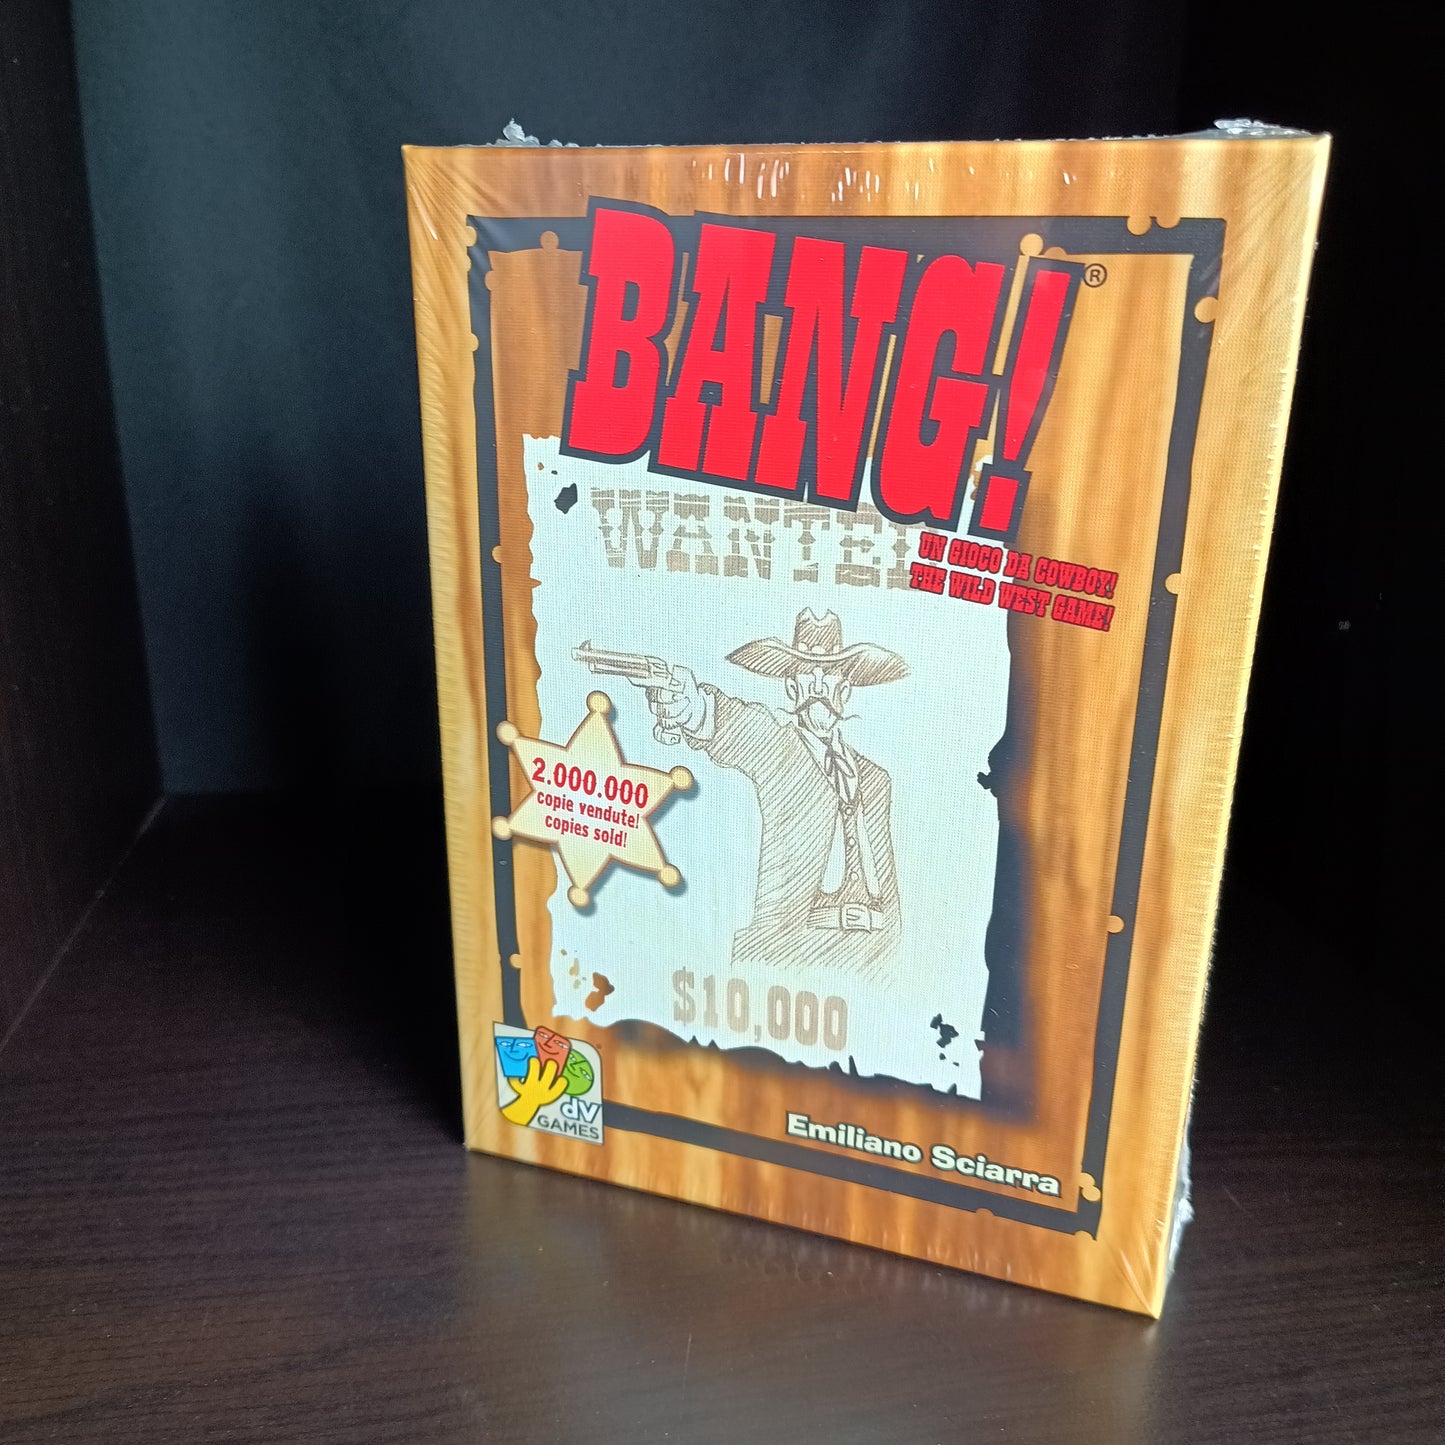 BANG!®
WANTE
UN GIOCO DA COWBOY!
THE WILD WEST GAME!
2.000.000
copie vendute!
copies sold!
$10,000
dV
GAMES
Emiliano Sciarra